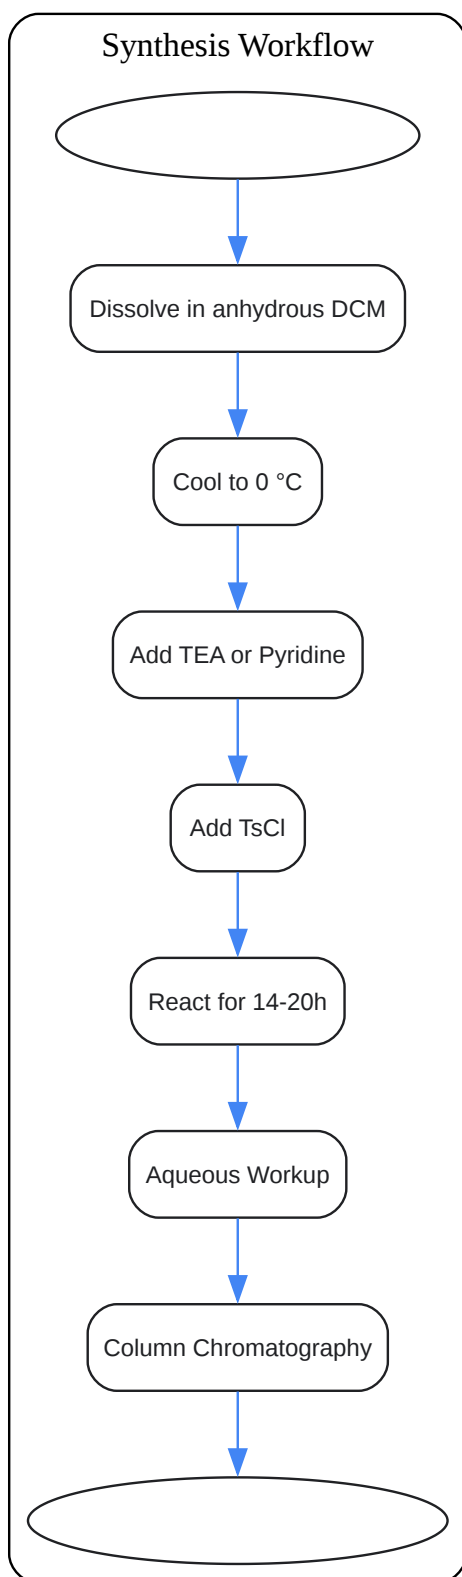 Synthesis Workflow
Dissolve in anhydrous DCM
Cool to 0 °C
Add TEA or Pyridine
Add TsCl
React for 14-20h
Aqueous Workup
Column Chromatography